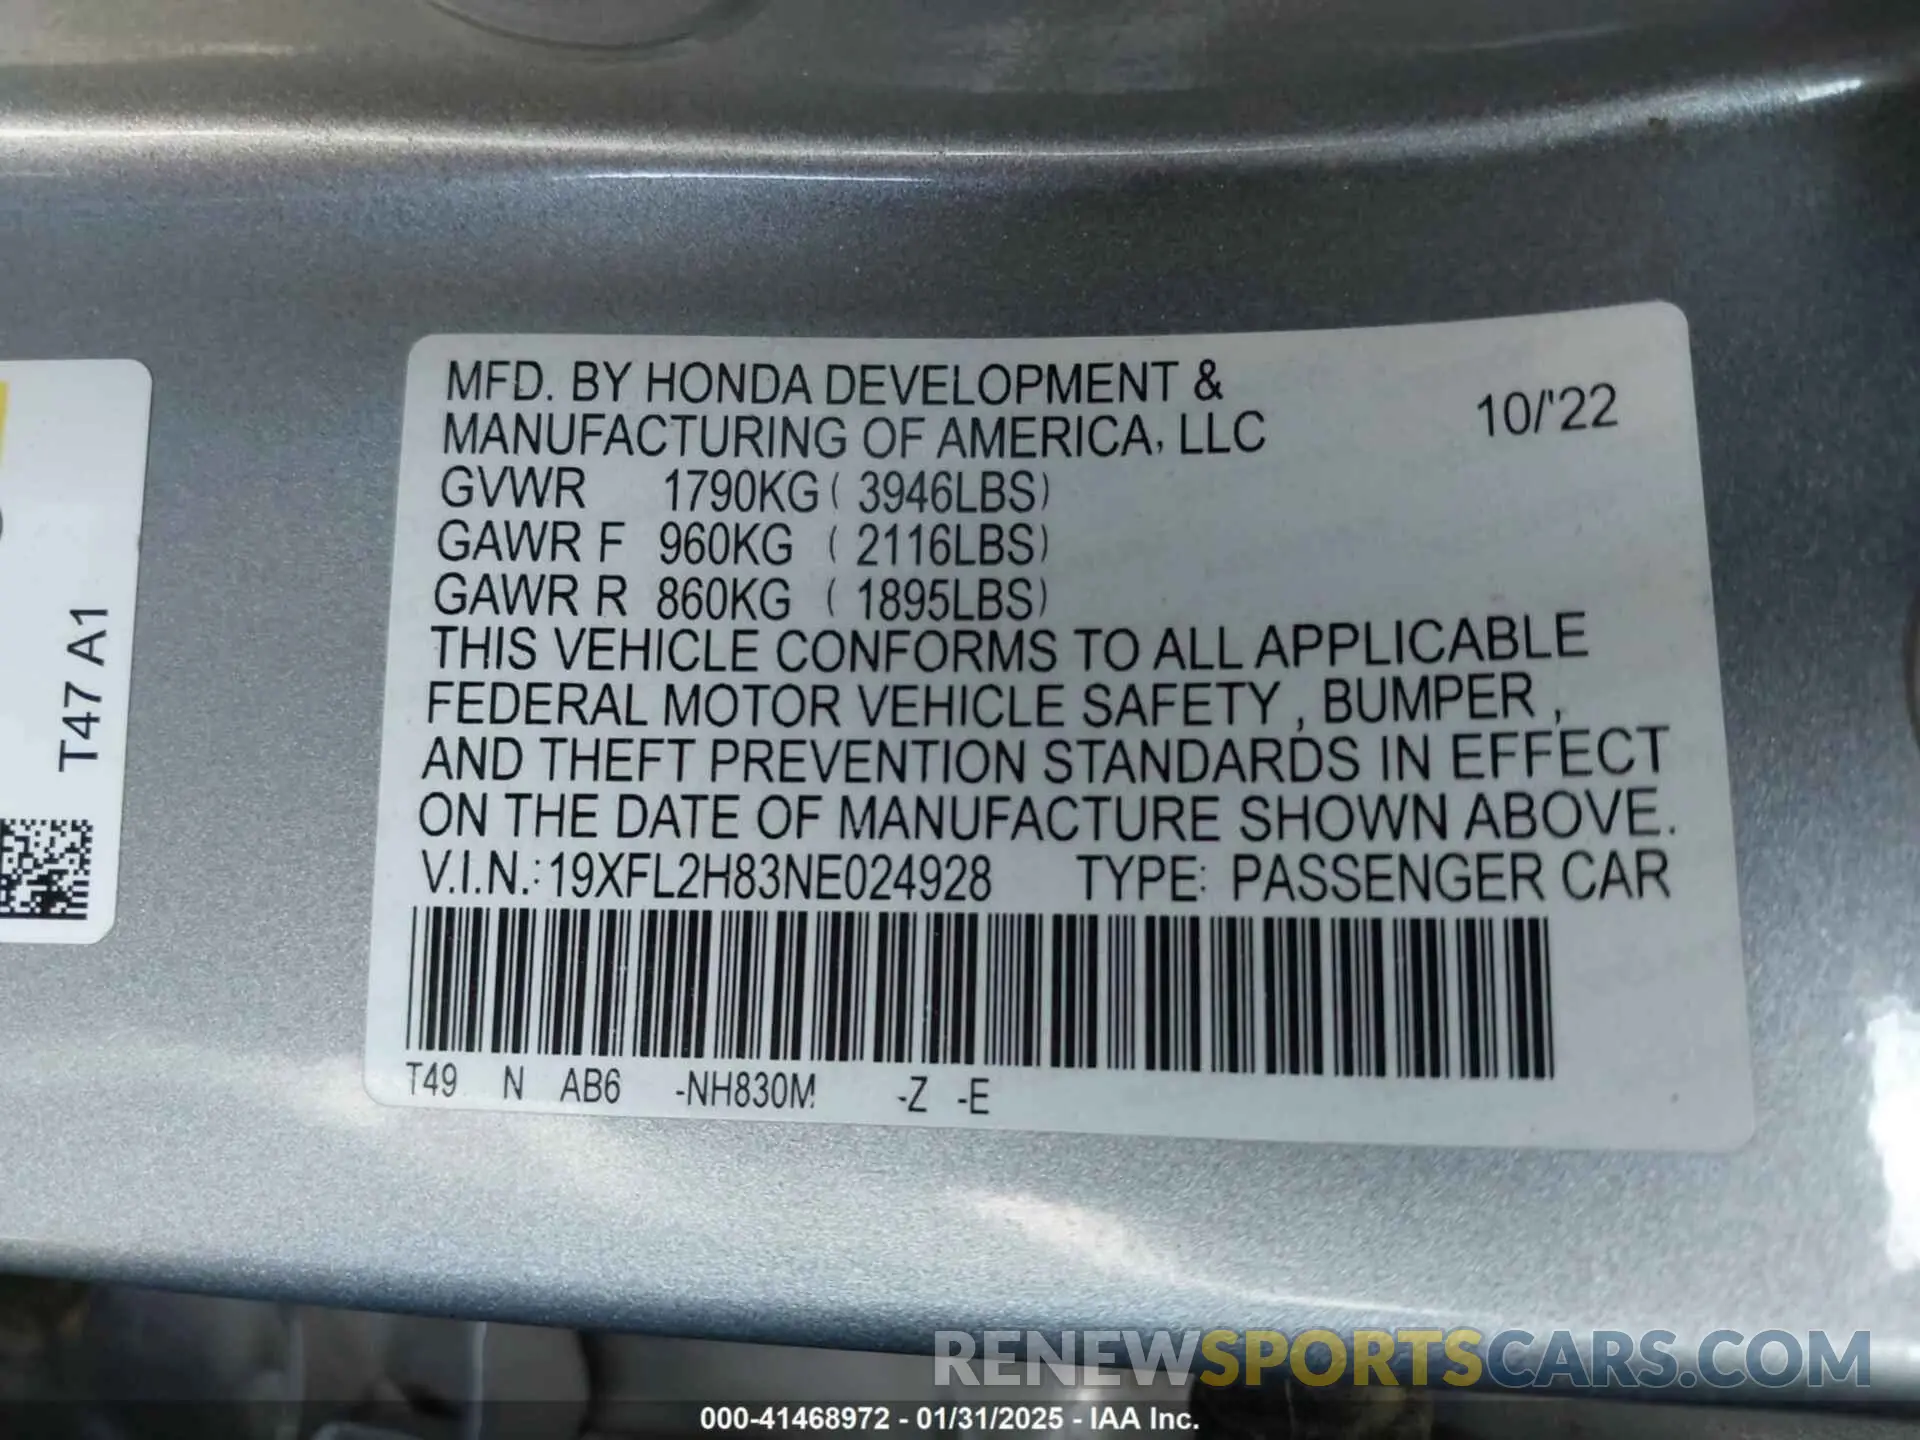 MFD. BY HONDA DEVELOPMENT &
MANUFACTURING OF AMERICA, LLC
10/'22
GVWR 1790KG ( 3946LBS)
GAWR F 960KG ( 2116LBS)
GAWR R 860KG ( 1895LBS)
THIS VEHICLE CONFORMS TO ALL APPLICABLE
FEDERAL MOTOR VEHICLE SAFETY , BUMPER ,
AND THEFT PREVENTION STANDARDS IN EFFECT
ON THE DATE OF MANUFACTURE SHOWN ABOVE.
V.I.N.: 19XFL2H83NE024928 TYPE: PASSENGER CAR
T49 N AB6 -NH830M -Z -E
T47 A1
RENEWSPORTSCARS.COM
000-41468972 - 01/31/2025 - IAA Inc.